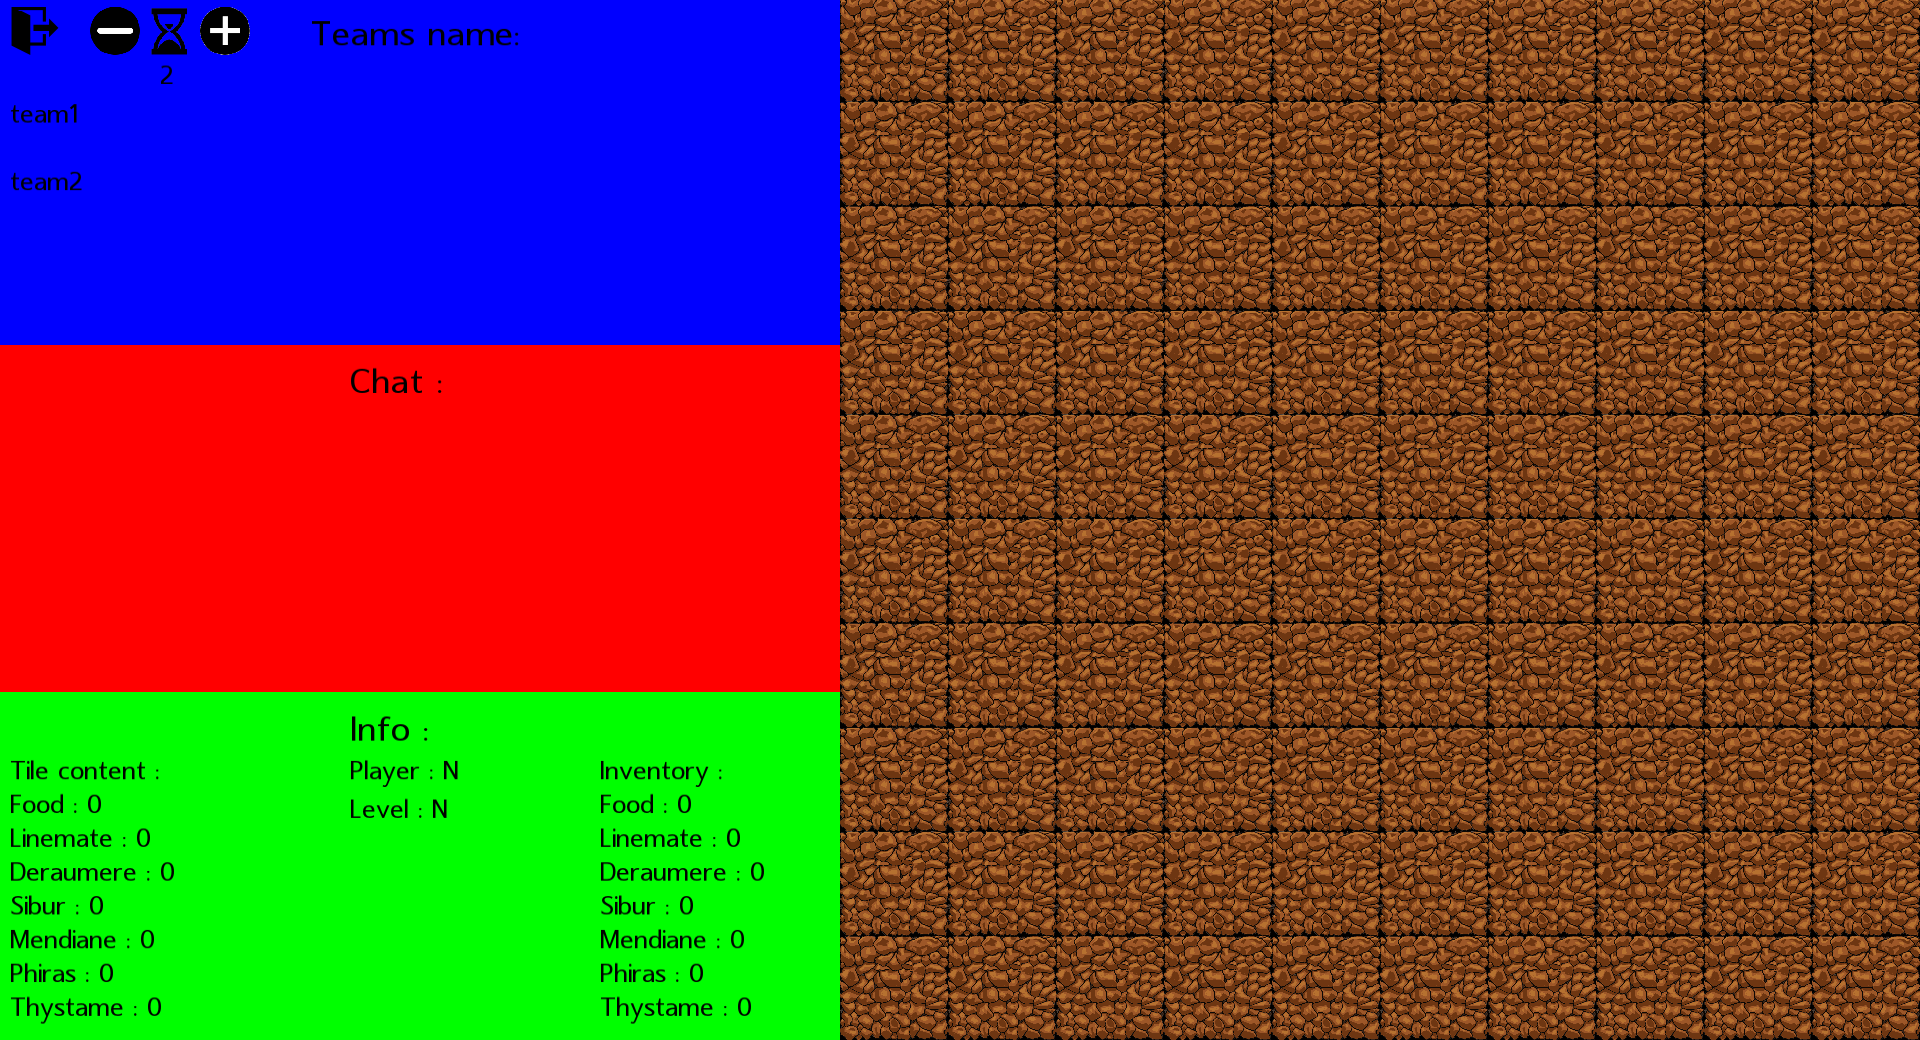 Teams name:
2
team1
team2
Chat :
Info :
Tile content :
Food : 0
Linemate : 0
Deraumere : 0
Sibur : 0
Mendiane : 0
Phiras : 0
Thystame : 0
Player : N
Level : N
Inventory :
Food : 0
Linemate : 0
Deraumere : 0
Sibur : 0
Mendiane : 0
Phiras : 0
Thystame : 0